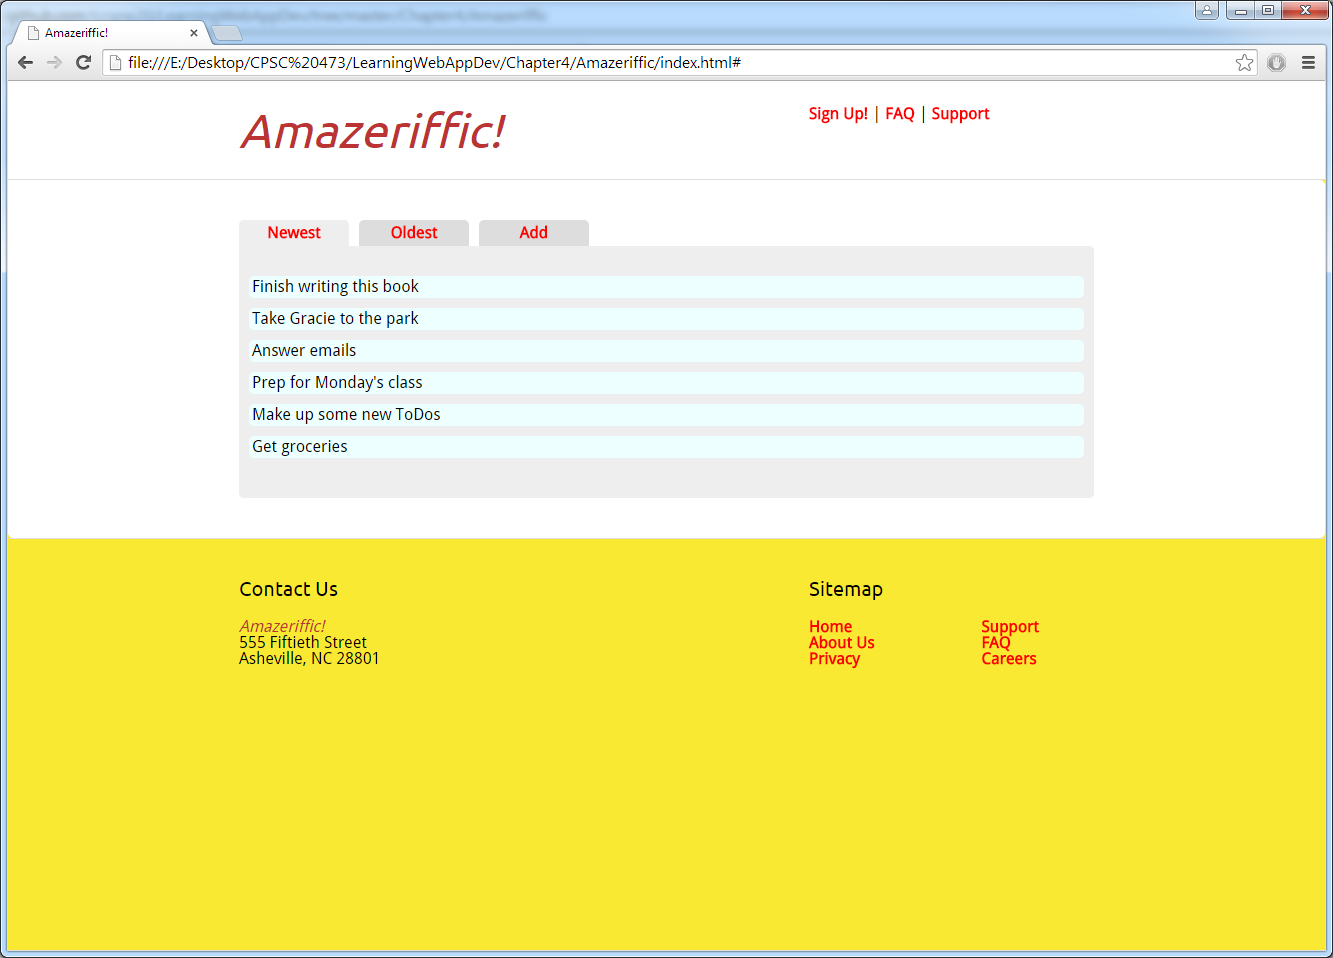 Amazeriffic!
file:///E:/Desktop/CPSC%20473/LearningWebAppDev/Chapter4/Amazeriffic/index.html#
Amazeriffic!
Sign Up! | FAQ | Support
Newest Oldest Add
Finish writing this book
Take Gracie to the park
Answer emails
Prep for Monday's class
Make up some new ToDos
Get groceries
Contact Us
Amazeriffic!
555 Fiftieth Street
Asheville, NC 28801
Sitemap
Home Support
About Us FAQ
Privacy Careers